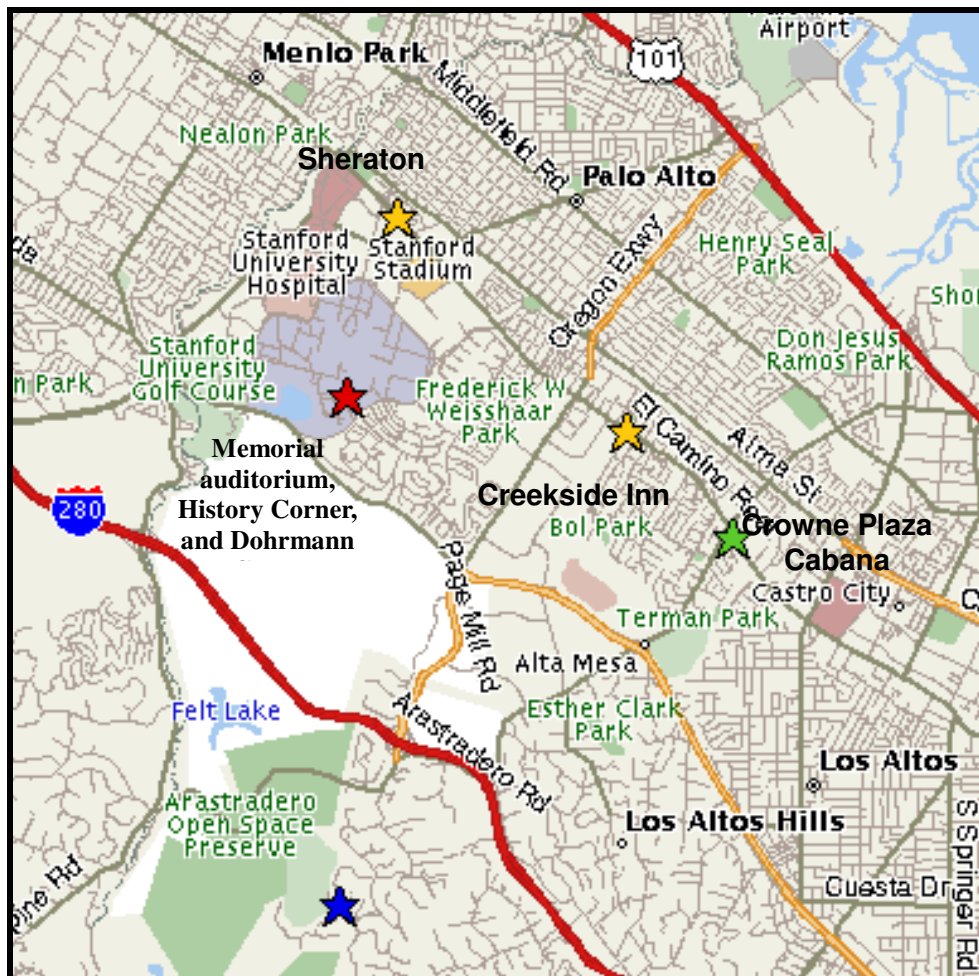 Airport
Menlo Park
101
Middlefield Rd
Nealon Park
Sheraton
Palo Alto
Stanford
University
Hospital
Stanford
Stadium
Oregon Exwy
Henry Seal
Park
Stanford
University
Golf Course
Don Jesus
Ramos Park
n Park
Frederick W
Weisshaar
Park
El Camino Rd
Alma St
Memorial
auditorium,
History Corner,
and Dohrmann
280
Creekside Inn
Bol Park
Crowne Plaza
Cabana
Page Mill Rd
Castro City
Terman Park
Alta Mesa
Felt Lake
Arastradero Rd
Esther Clark
Park
Los Altos
Arastradero
Open Space
Preserve
Los Altos Hills
S Springer Rd
pine Rd
Cuesta Dr